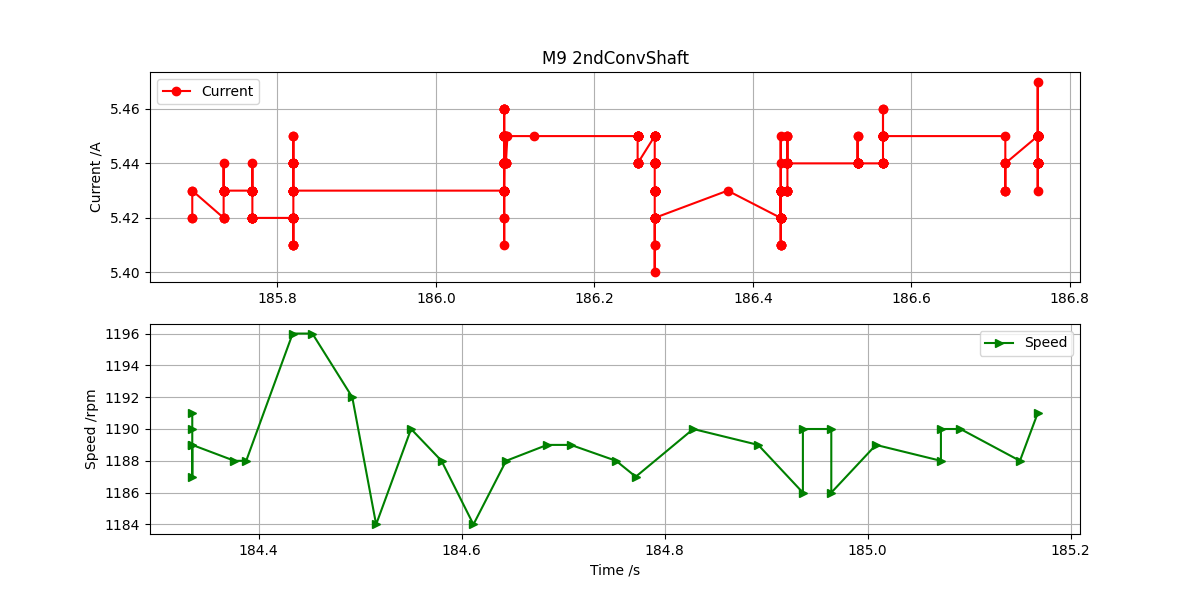 M9 2ndConvShaft
Current
Current /A
5.46
5.44
5.42
5.40
185.8 186.0 186.2 186.4 186.6 186.8
Speed
Speed /rpm
1196
1194
1192
1190
1188
1186
1184
184.4 184.6 184.8 185.0 185.2
Time /s